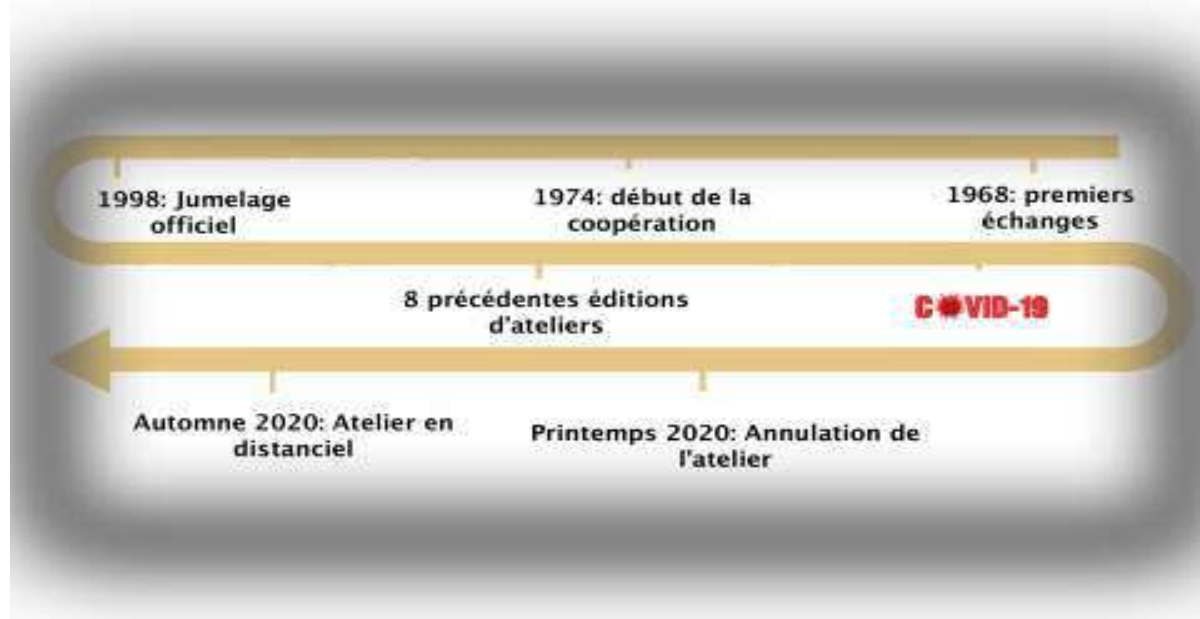 1998: Jumelage
officiel
1974: début de la
coopération
1968: premiers
échanges
8 précédentes éditions
d'ateliers
COVID-19
Automne 2020: Atelier en
distanciel
Printemps 2020: Annulation de
l'atelier